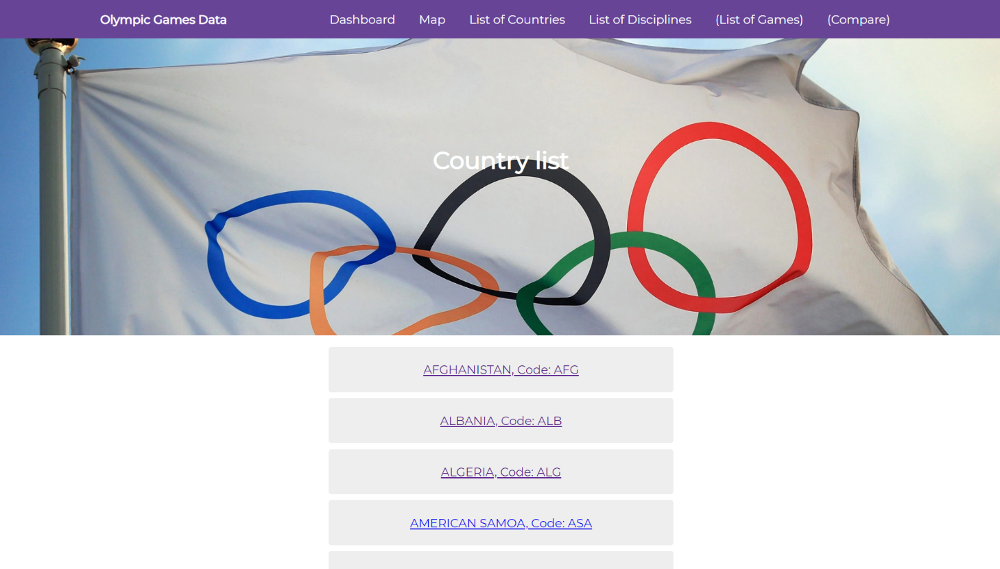 Olympic Games Data Dashboard Map List of Countries List of Disciplines (List of Games) (Compare)
Country list
AFGHANISTAN, Code: AFG
ALBANIA, Code: ALB
ALGERIA, Code: ALG
AMERICAN SAMOA, Code: ASA